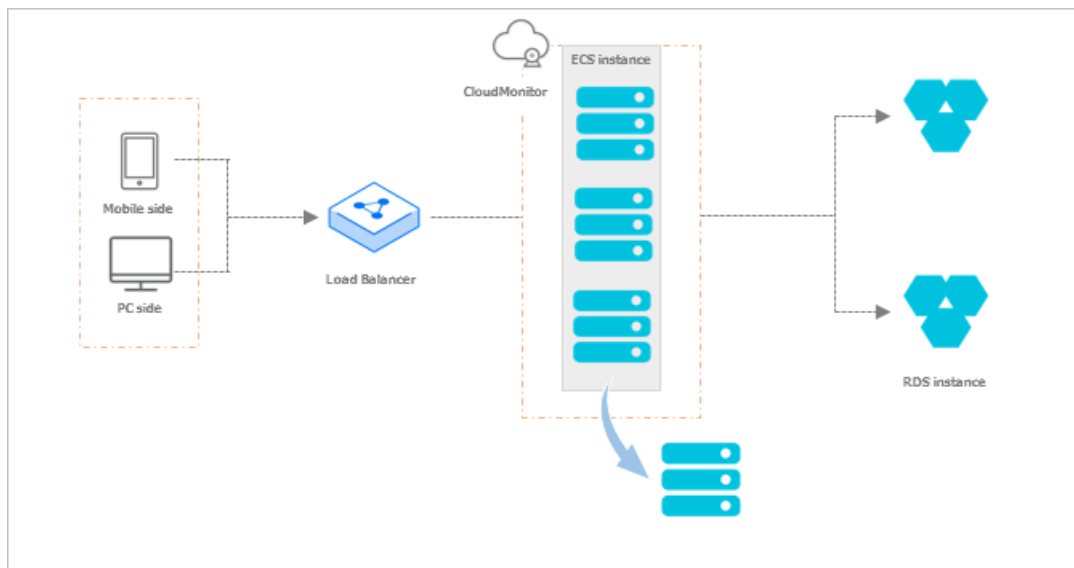 ECS instance
CloudMonitor
Mobile side
Load Balancer
PC side
RDS instance